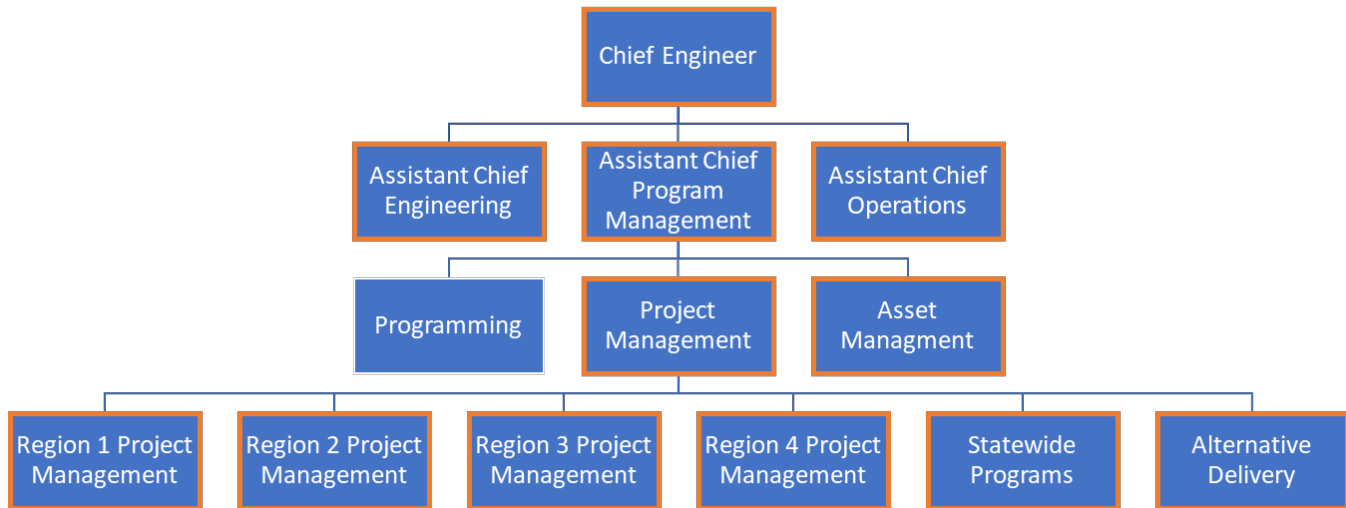 Chief Engineer
Assistant Chief
Engineering
Assistant Chief
Program
Management
Assistant Chief
Operations
Programming
Project
Management
Asset
Managment
Region 1 Project
Management
Region 2 Project
Management
Region 3 Project
Management
Region 4 Project
Management
Statewide
Programs
Alternative
Delivery